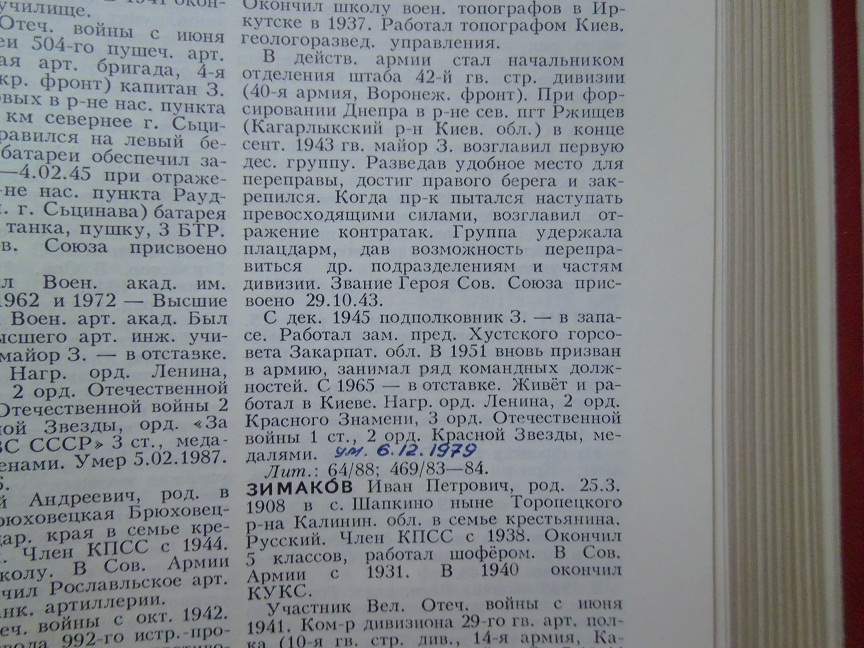 училище.
Отеч. войны с июня
504-го пушеч. арт.
ая арт. бригада, 4-я
кр. фронт) капитан З.
овых в р-не нас. пункта
км севернее г. Сьци-
равился на левый бе-
батареи обеспечил за-
—4.02.45 при отраже-
-не нас. пункта Рауд-
г. Сьцинава) батарея
танка, пушку, 3 БТР.
в. Союза присвоено
ал Воен. акад. им.
1962 и 1972 — Высшие
Воен. арт. акад. Был
ысшего арт. инж. учи-
майор З. — в отставке.
Нагр. орд. Ленина,
2 орд. Отечественной
Отечественной войны 2
ной Звезды, орд. «За
ВС СССР» 3 ст., меда-
енами. Умер 5.02.1987.
й Андреевич, род. в
рюховецкая Брюховец-
дар. края в семье кре-
Член КПСС с 1944.
колу. В Сов. Армии
чил Рославльское арт.
анк. артиллерии.
еч. войны с окт. 1942.
вода 992-го истр.-про-
Окончил школу воен. топографов в Ир-
кутске в 1937. Работал топографом Киев.
геологоразвед. управления.
В действ. армии стал начальником
отделения штаба 42-й гв. стр. дивизии
(40-я армия, Воронеж. фронт). При фор-
сировании Днепра в р-не сев. пгт Ржищев
(Кагарлыкский р-н Киев. обл.) в конце
сент. 1943 гв. майор З. возглавил первую
дес. группу. Разведав удобное место для
переправы, достиг правого берега и зак-
репился. Когда пр-к пытался наступать
превосходящими силами, возглавил от-
ражение контратак. Группа удержала
плацдарм, дав возможность перепра-
виться др. подразделениям и частям
дивизии. Звание Героя Сов. Союза прис-
воено 29.10.43.
С дек. 1945 подполковник З. — в запа-
се. Работал зам. пред. Хустского горсо-
вета Закарпат. обл. В 1951 вновь призван
в армию, занимал ряд командных долж-
ностей. С 1965 — в отставке. Живёт и ра-
ботал в Киеве. Нагр. орд. Ленина, 2 орд.
Красного Знамени, 3 орд. Отечественной
войны 1 ст., 2 орд. Красной Звезды, ме-
далями. ум. 6.12.1979
Лит.: 64/88; 469/83—84.
ЗИМАКОВ Иван Петрович, род. 25.3.
1908 в с. Шапкино ныне Торопецкого
р-на Калинин. обл. в семье крестьянина.
Русский. Член КПСС с 1938. Окончил
5 классов, работал шофёром. В Сов.
Армии с 1931. В 1940 окончил
КУКС.
Участник Вел. Отеч. войны с июня
1941. Ком-р дивизиона 29-го гв. арт. пол-
ка (10-я гв. стр. див., 14-я армия, Ка-